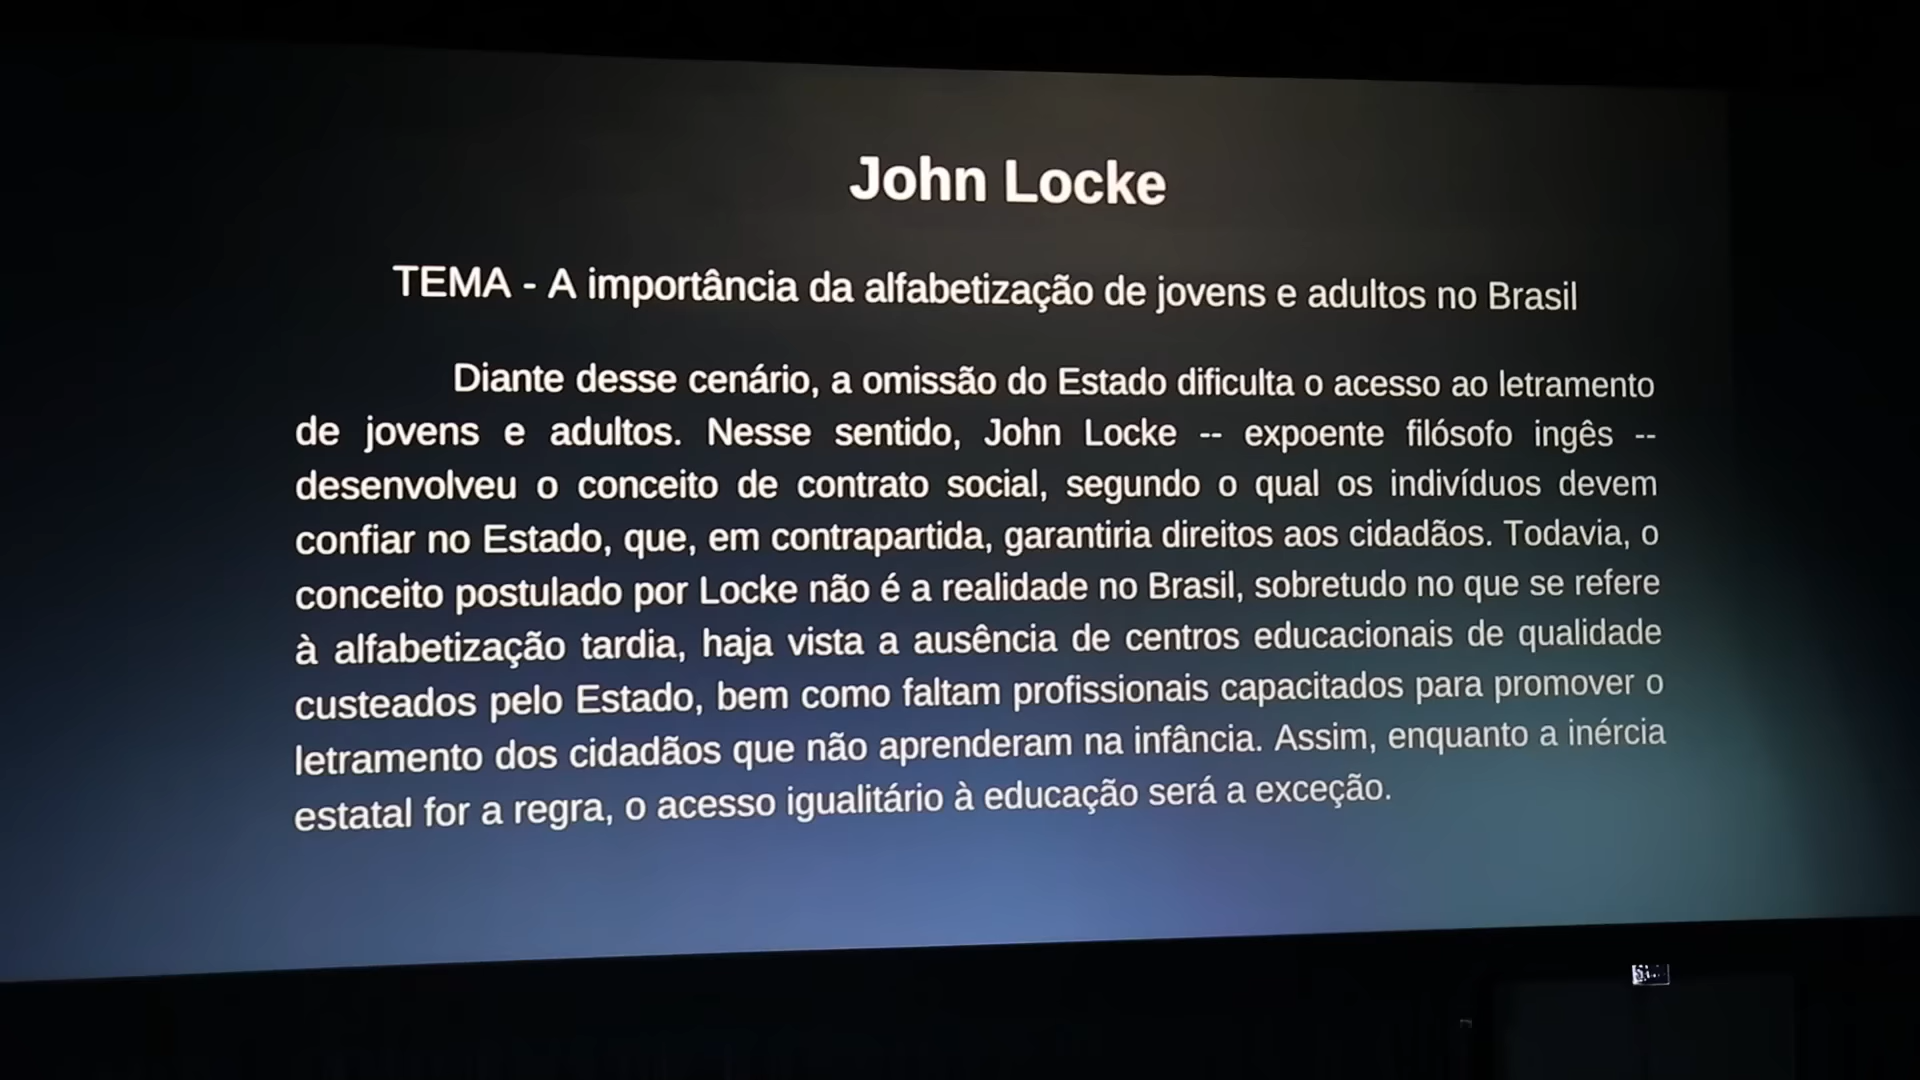 John Locke
TEMA - A importância da alfabetização de jovens e adultos no Brasil
Diante desse cenário, a omissão do Estado dificulta o acesso ao letramento
de jovens e adultos. Nesse sentido, John Locke -- expoente filósofo ingês --
desenvolveu o conceito de contrato social, segundo o qual os indivíduos devem
confiar no Estado, que, em contrapartida, garantiria direitos aos cidadãos. Todavia, o
conceito postulado por Locke não é a realidade no Brasil, sobretudo no que se refere
à alfabetização tardia, haja vista a ausência de centros educacionais de qualidade
custeados pelo Estado, bem como faltam profissionais capacitados para promover o
letramento dos cidadãos que não aprenderam na infância. Assim, enquanto a inércia
estatal for a regra, o acesso igualitário à educação será a exceção.